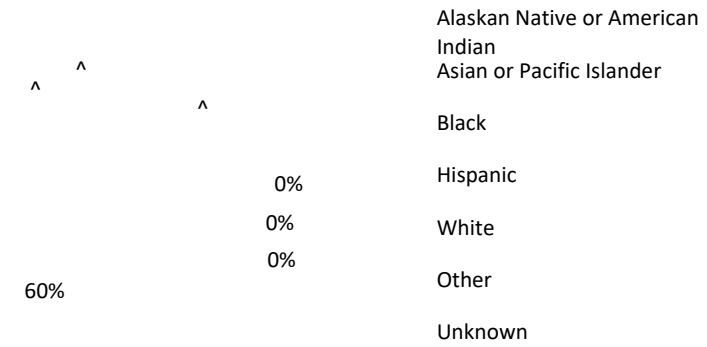 ^
^
^
0%
0%
0%
60%
Alaskan Native or American
Indian
Asian or Pacific Islander
Black
Hispanic
White
Other
Unknown